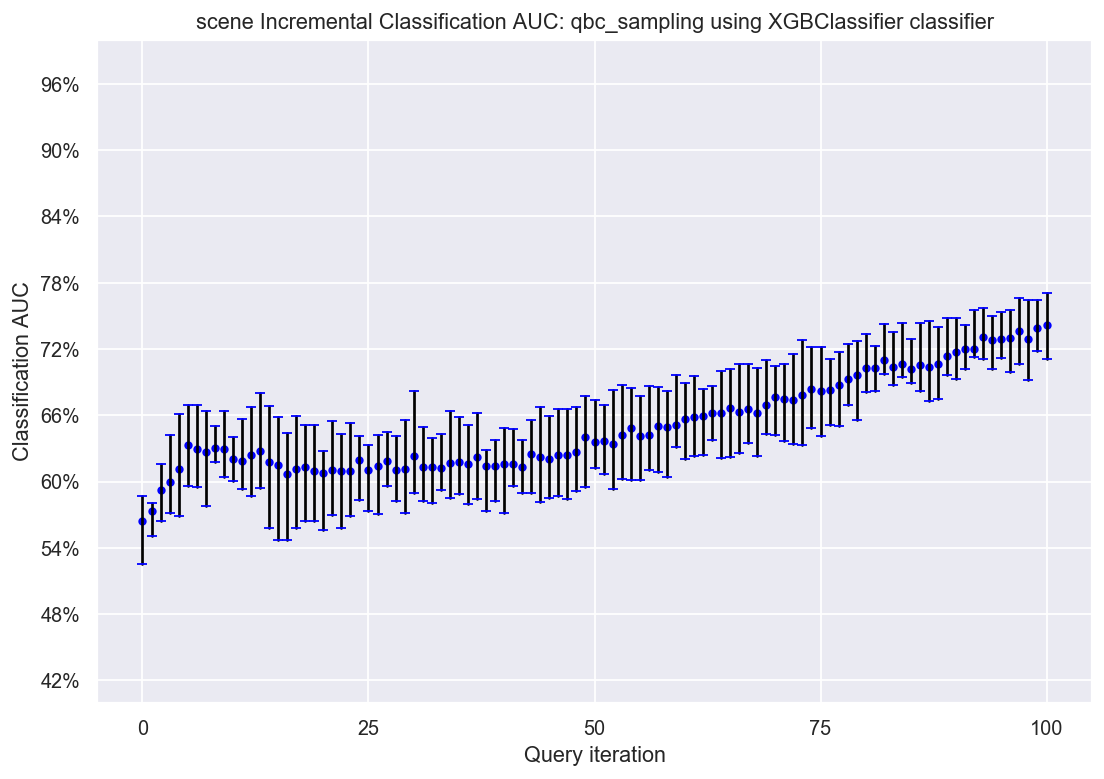 scene Incremental Classification AUC: qbc_sampling using XGBClassifier classifier
96%
90%
84%
78%
72%
66%
60%
54%
48%
42%
Classification AUC
0 25 50 75 100
Query iteration